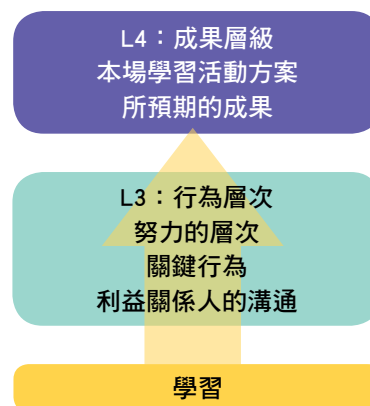 L4：成果層級
本場學習活動方案
所預期的成果
L3：行為層次
努力的層次
關鍵行為
利益關係人的溝通
學習